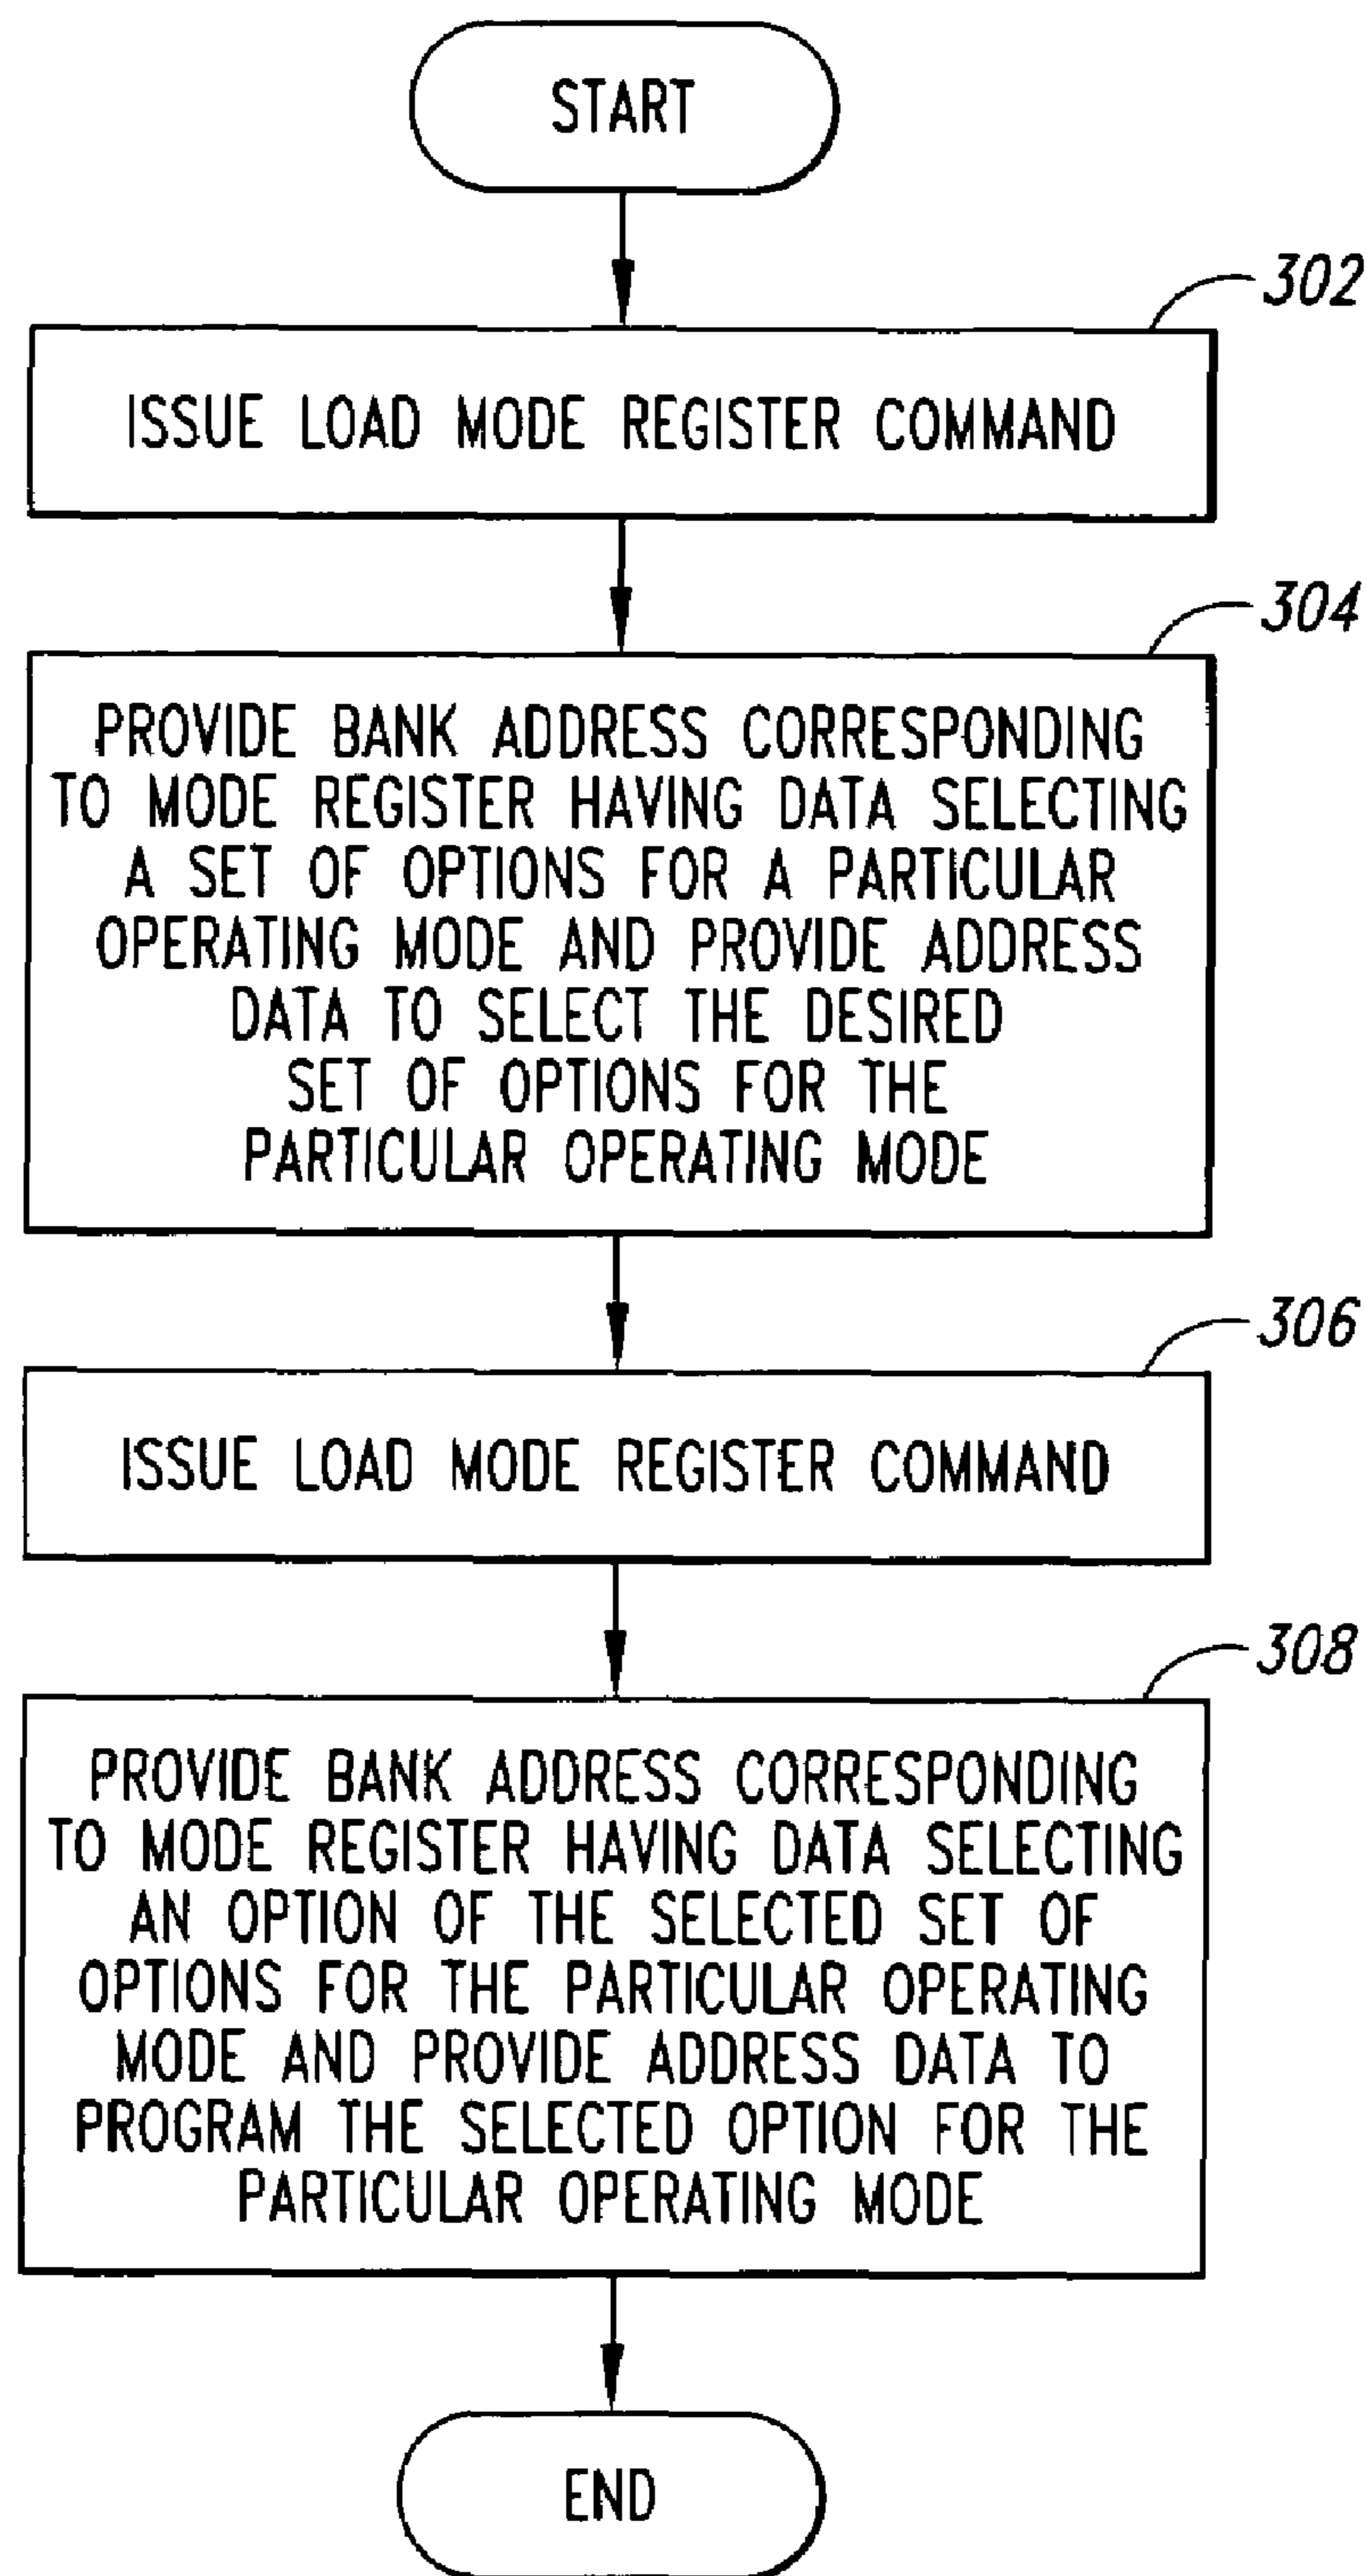 START
302
ISSUE LOAD MODE REGISTER COMMAND
304
PROVIDE BANK ADDRESS CORRESPONDING
TO MODE REGISTER HAVING DATA SELECTING
A SET OF OPTIONS FOR A PARTICULAR
OPERATING MODE AND PROVIDE ADDRESS
DATA TO SELECT THE DESIRED
SET OF OPTIONS FOR THE
PARTICULAR OPERATING MODE
306
ISSUE LOAD MODE REGISTER COMMAND
308
PROVIDE BANK ADDRESS CORRESPONDING
TO MODE REGISTER HAVING DATA SELECTING
AN OPTION OF THE SELECTED SET OF
OPTIONS FOR THE PARTICULAR OPERATING
MODE AND PROVIDE ADDRESS DATA TO
PROGRAM THE SELECTED OPTION FOR THE
PARTICULAR OPERATING MODE
END